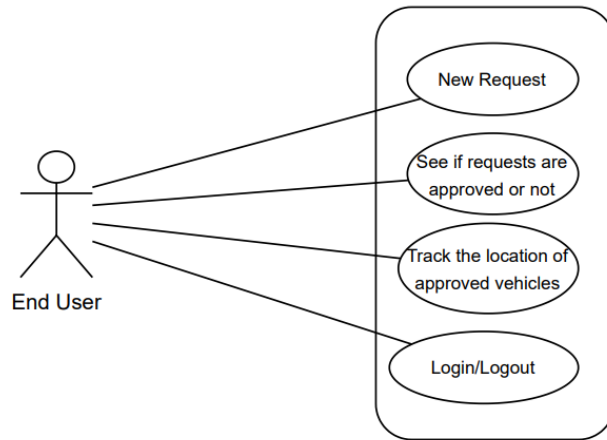 New Request
See if requests are
approved or not
Track the location of
approved vehicles
End User
Login/Logout